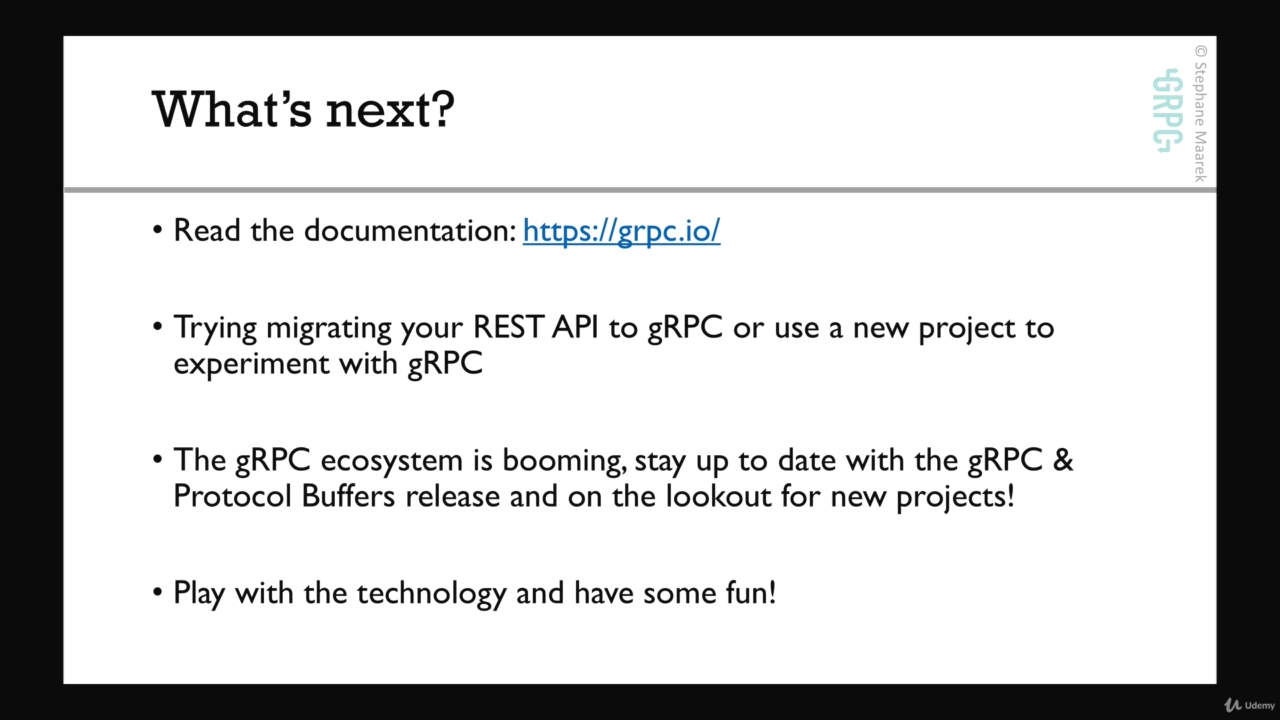 What's next?
© Stephane Maarek
GRPC
• Read the documentation: https://grpc.io/
• Trying migrating your REST API to gRPC or use a new project to
experiment with gRPC
• The gRPC ecosystem is booming, stay up to date with the gRPC &
Protocol Buffers release and on the lookout for new projects!
• Play with the technology and have some fun!
Udemy